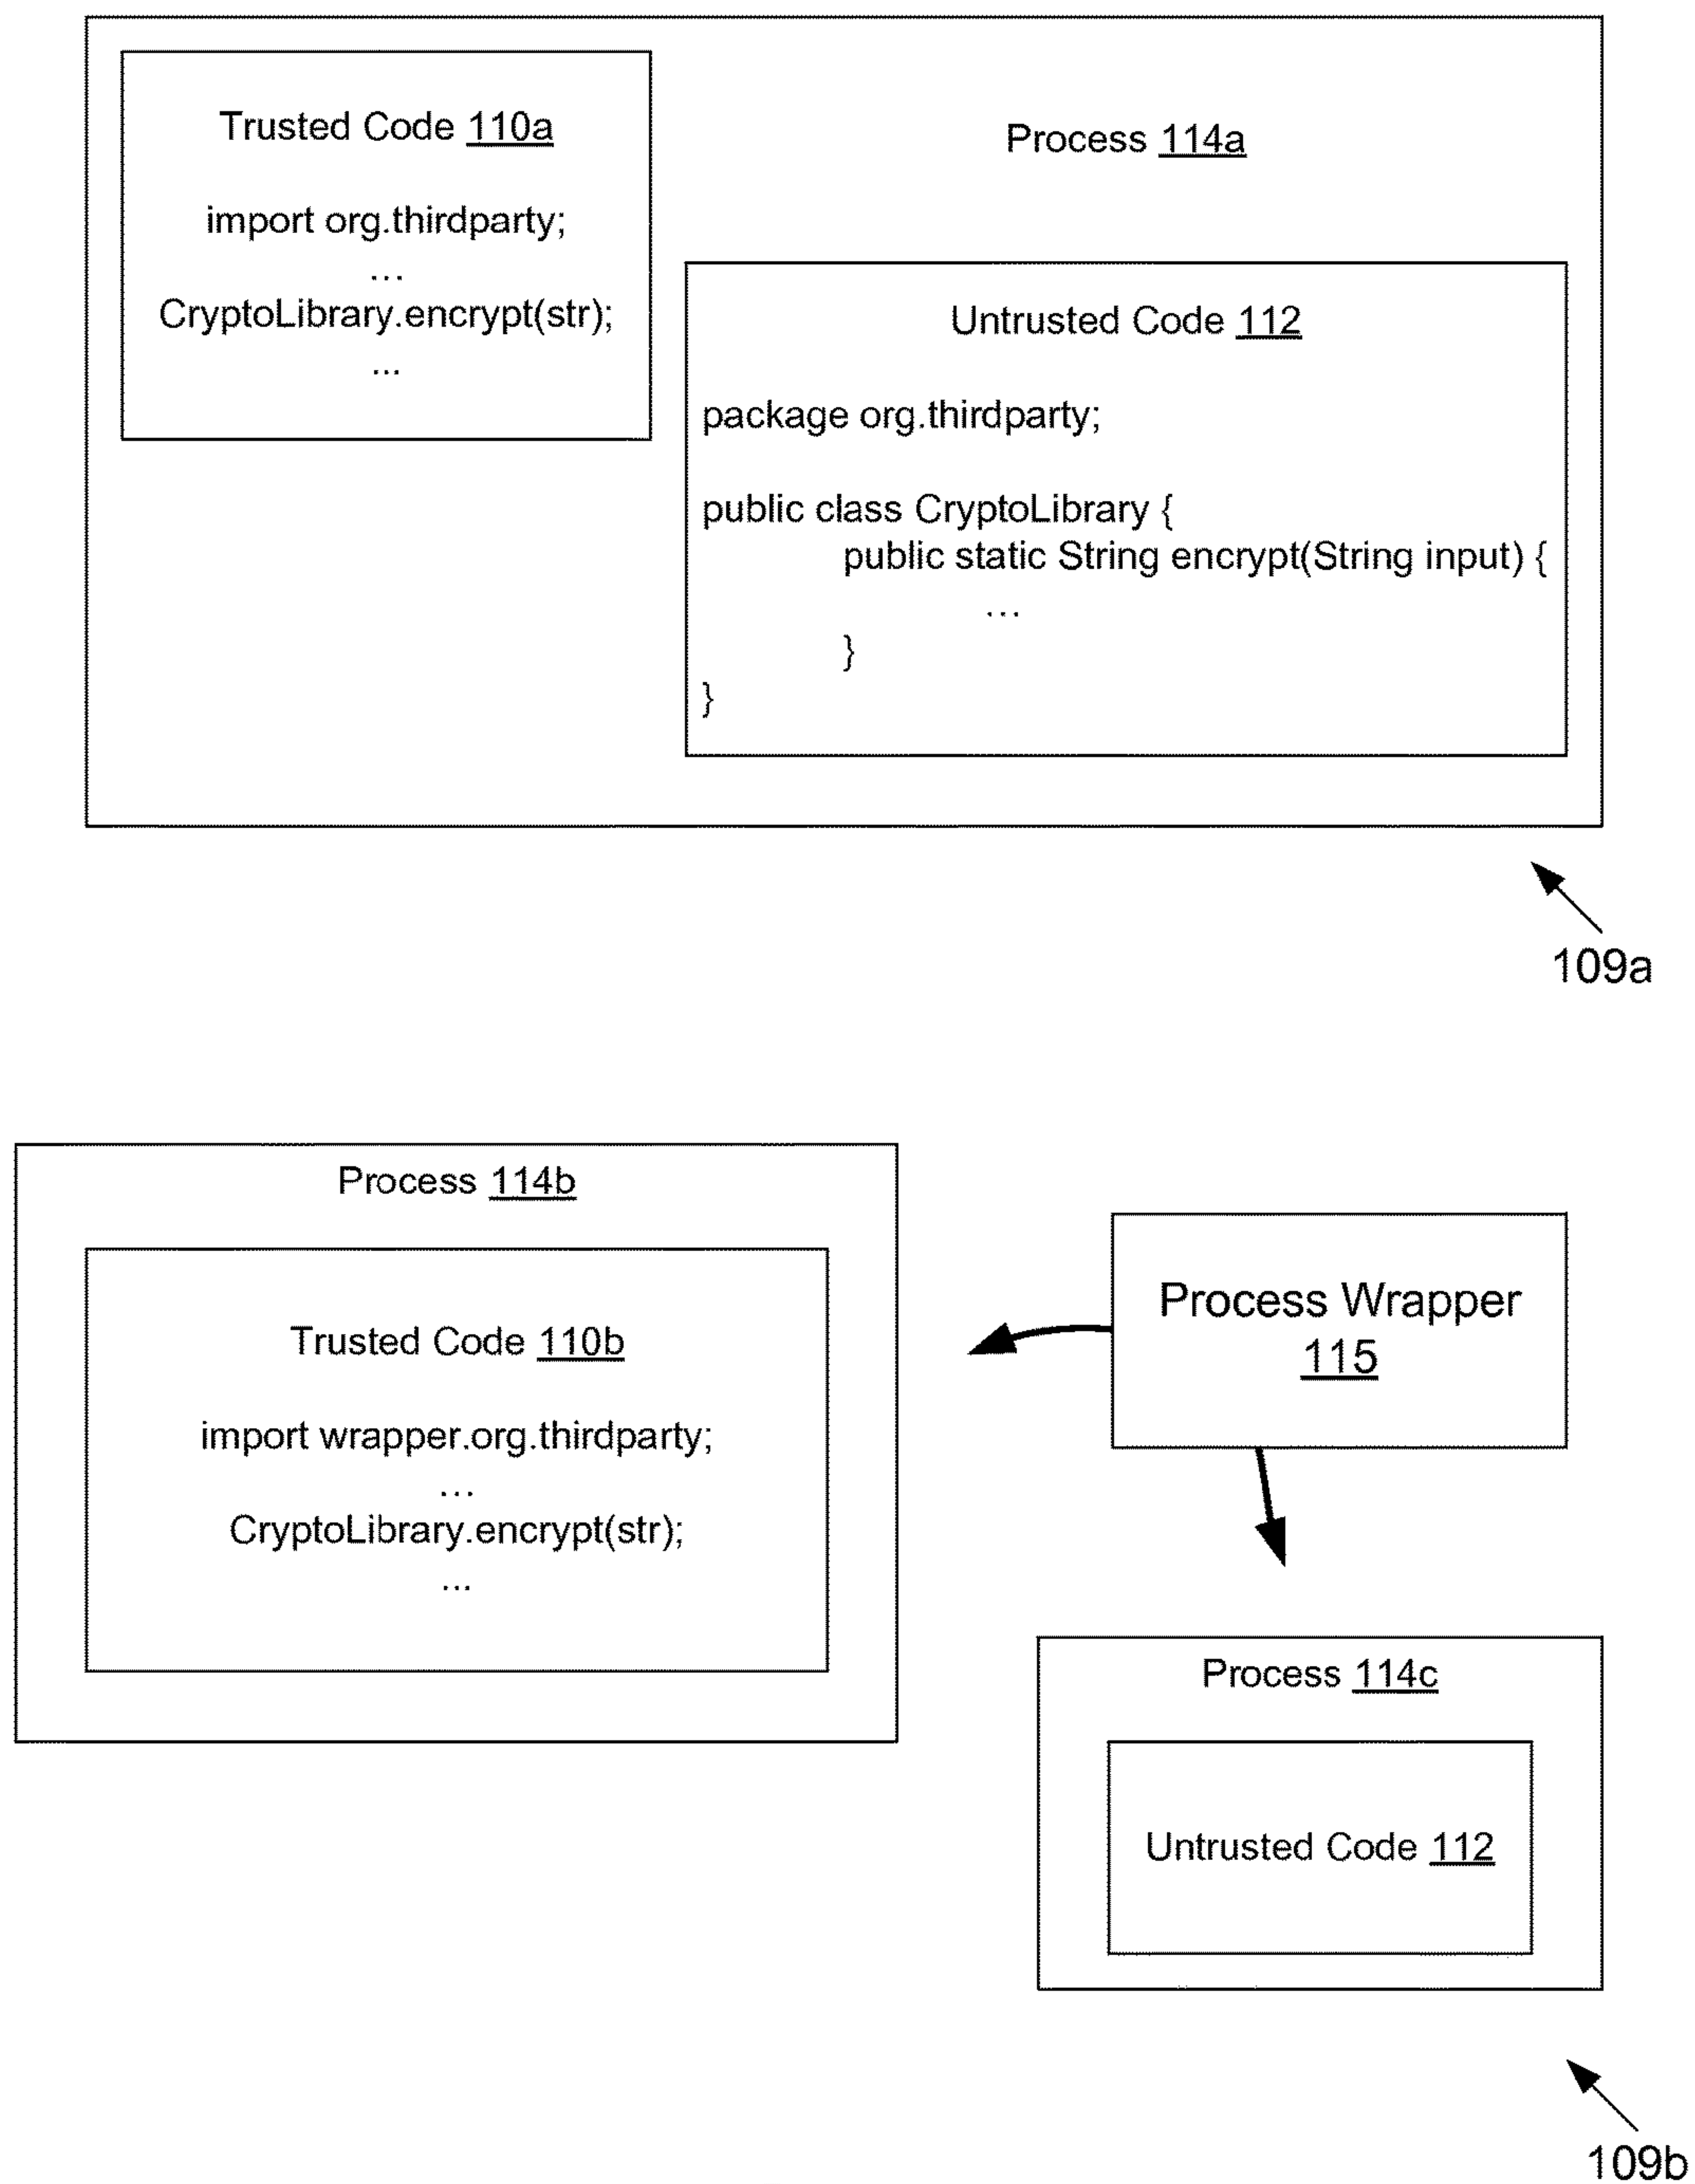 Trusted Code 110a
import org.thirdparty;
...
CryptoLibrary.encrypt(str);
...
Process 114a
Untrusted Code 112
package org.thirdparty;
public class CryptoLibrary {
public static String encrypt(String input) {
...
}
}
109a
Process 114b
Trusted Code 110b
import wrapper.org.thirdparty;
...
CryptoLibrary.encrypt(str);
...
Process Wrapper
115
Process 114c
Untrusted Code 112
109b